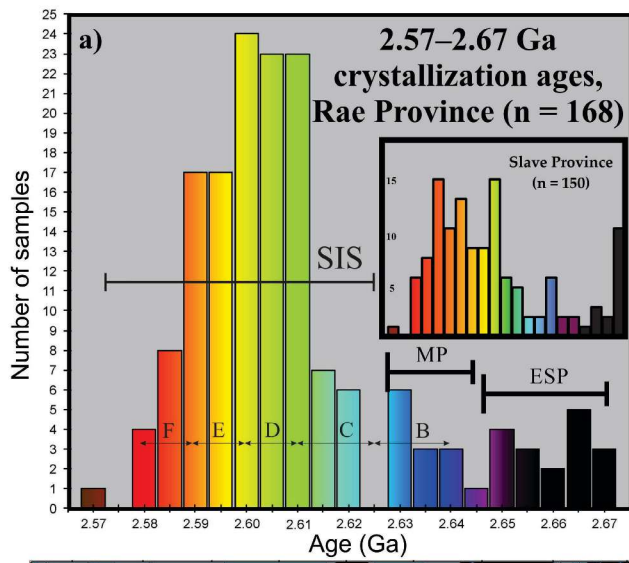 a)
2.57–2.67 Ga
crystallization ages,
Rae Province (n = 168)
Number of samples
25
24
23
22
21
20
19
18
17
16
15
14
13
12
11
10
9
8
7
6
5
4
3
2
1
0
Slave Province
(n = 150)
15
10
5
SIS
MP
ESP
F
E
D
C
B
2.57
2.58
2.59
2.60
2.61
2.62
2.63
2.64
2.65
2.66
2.67
Age (Ga)